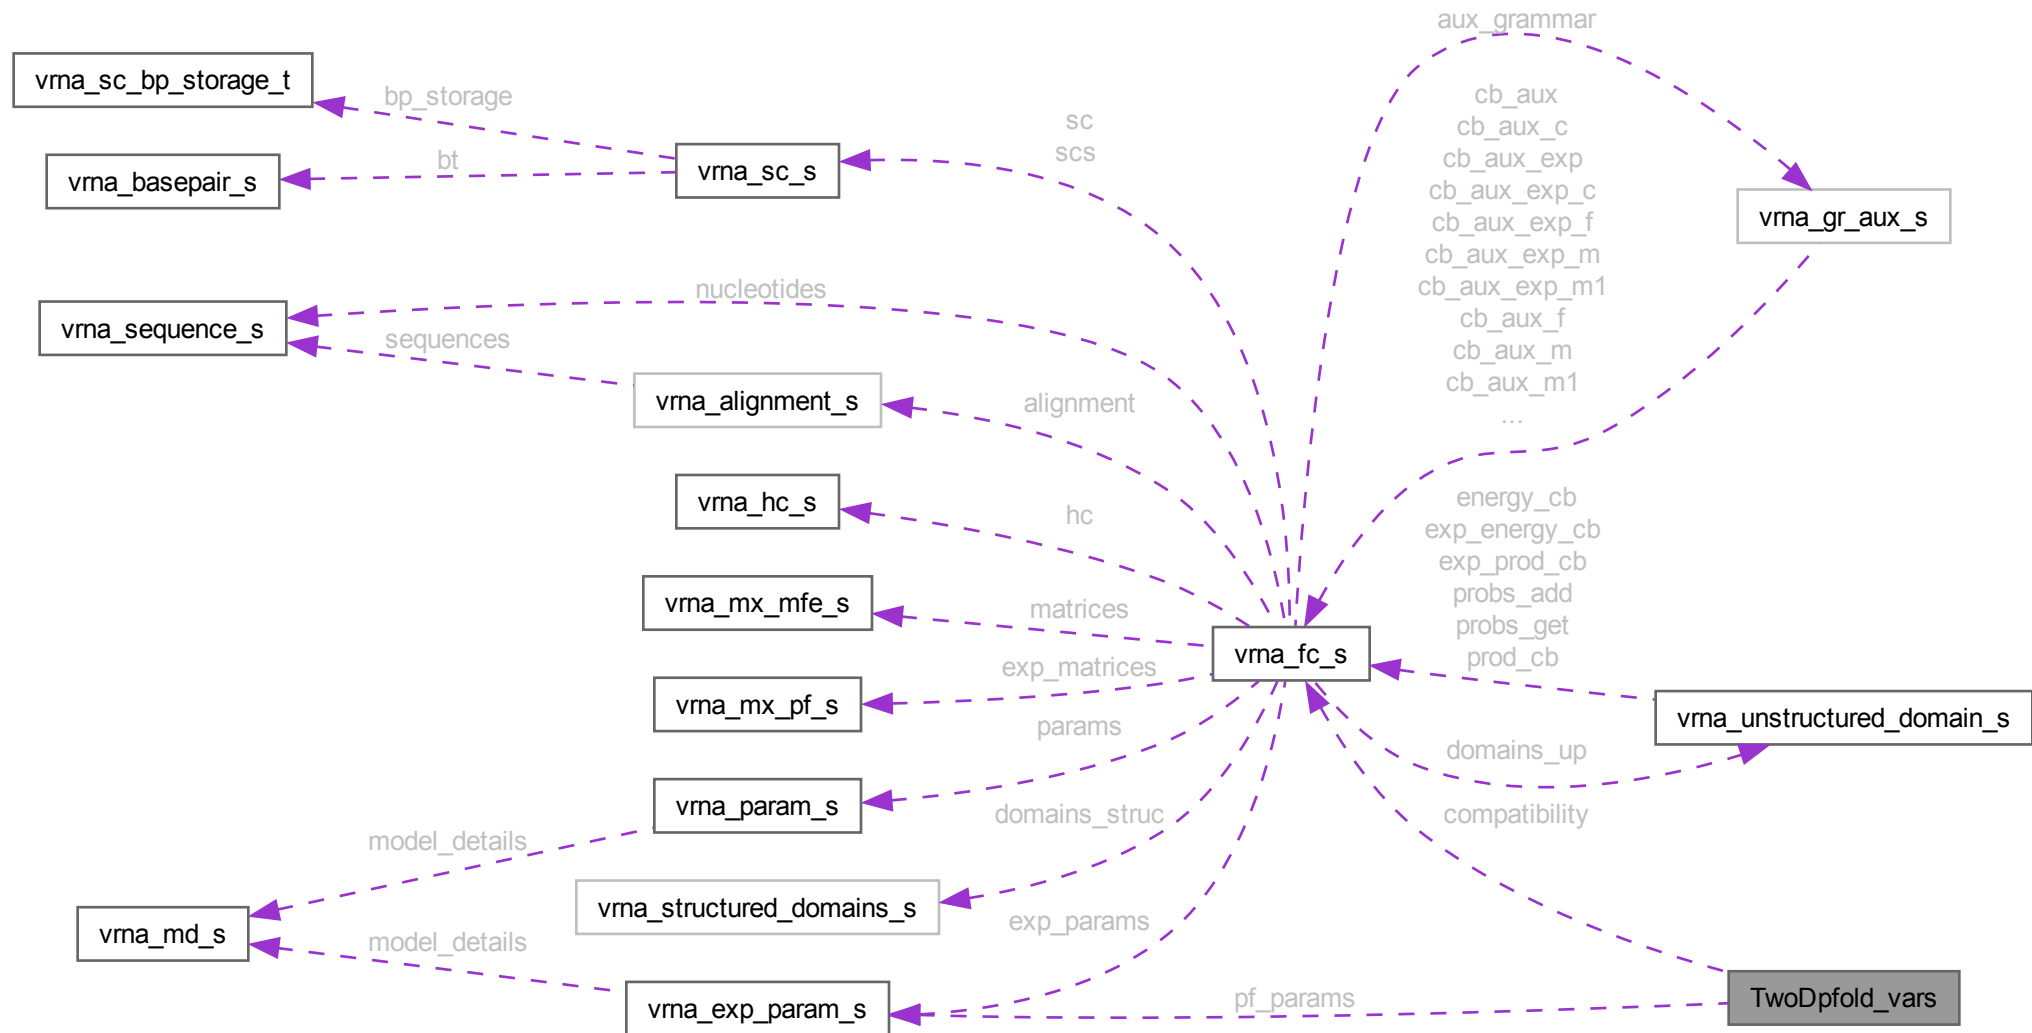 aux_grammar
vrna_sc_bp_storage_t
bp_storage
cb_aux
sc
cb_aux_c
scs
bt
cb_aux_exp
vrna_basepair_s
vrna_sc_s
cb_aux_exp_c
cb_aux_exp_f
vrna_gr_aux_s
cb_aux_exp_m
nucleotides
cb_aux_exp_m1
vrna_sequence_s
sequences
cb_aux_f
cb_aux_m
cb_aux_m1
vrna_alignment_s
alignment
...
vrna_hc_s
hc
energy_cb
exp_energy_cb
exp_prod_cb
probs_add
probs_get
prod_cb
vrna_mx_mfe_s
matrices
vrna_fc_s
exp_matrices
vrna_mx_pf_s
vrna_unstructured_domain_s
params
domains_up
vrna_param_s
domains_struc
compatibility
model_details
vrna_structured_domains_s
exp_params
vrna_md_s
model_details
vrna_exp_param_s
pf_params
TwoDpfold_vars